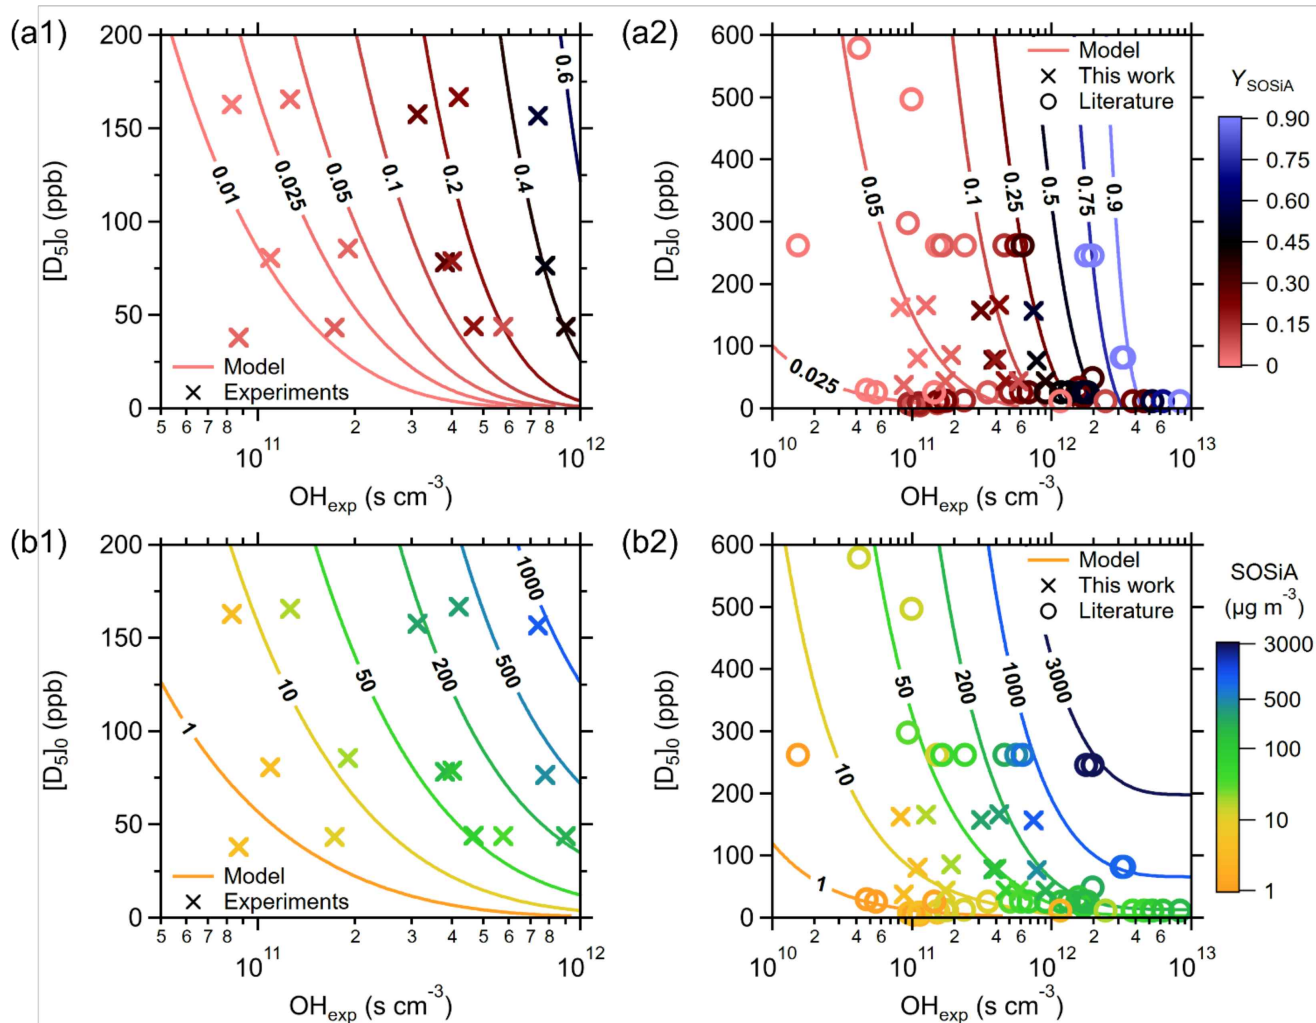 (a1)
200
150
100
50
0
[D5]0 (ppb)
0.01
0.025
0.05
0.1
0.2
0.4
0.6
Model
Experiments
5 6 7 8 2 3 4 5 6 7 8
10^11 10^12
OHexp (s cm^-3)
(a2)
600
500
400
300
200
100
0
[D5]0 (ppb)
Model
This work
Literature
0.025
0.05
0.1
0.25
0.5
0.75
0.9
2 4 6 2 4 6 2 4 6
10^10 10^11 10^12 10^13
OHexp (s cm^-3)
YSOSiA
0.90
0.75
0.60
0.45
0.30
0.15
0
(b1)
200
150
100
50
0
[D5]0 (ppb)
1
10
50
200
500
1000
Model
Experiments
5 6 7 8 2 3 4 5 6 7 8
10^11 10^12
OHexp (s cm^-3)
(b2)
600
500
400
300
200
100
0
[D5]0 (ppb)
Model
This work
Literature
1
10
50
200
1000
3000
2 4 6 2 4 6 2 4 6
10^10 10^11 10^12 10^13
OHexp (s cm^-3)
SOSiA
(µg m^-3)
3000
500
100
10
1